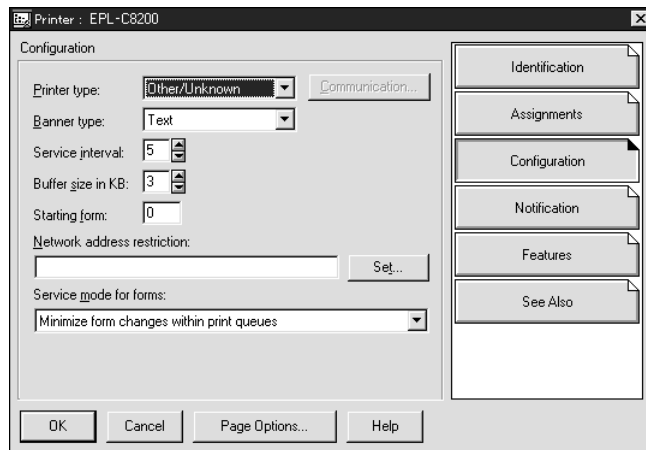 Printer : EPL-C8200
Configuration
Printer type: Other/Unknown Communication...
Banner type: Text
Service interval: 5
Buffer size in KB: 3
Starting form: 0
Network address restriction:
Set...
Service mode for forms:
Minimize form changes within print queues
OK Cancel Page Options... Help
Identification
Assignments
Configuration
Notification
Features
See Also